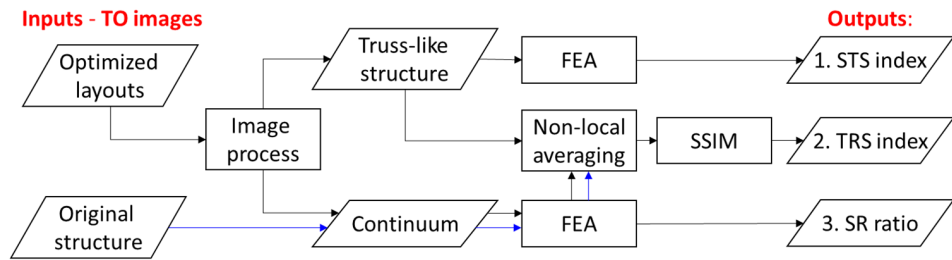 Inputs - TO images
Outputs:
Optimized
layouts
Truss-like
structure
FEA
1. STS index
Image
process
Non-local
averaging
SSIM
2. TRS index
Original
structure
Continuum
FEA
3. SR ratio